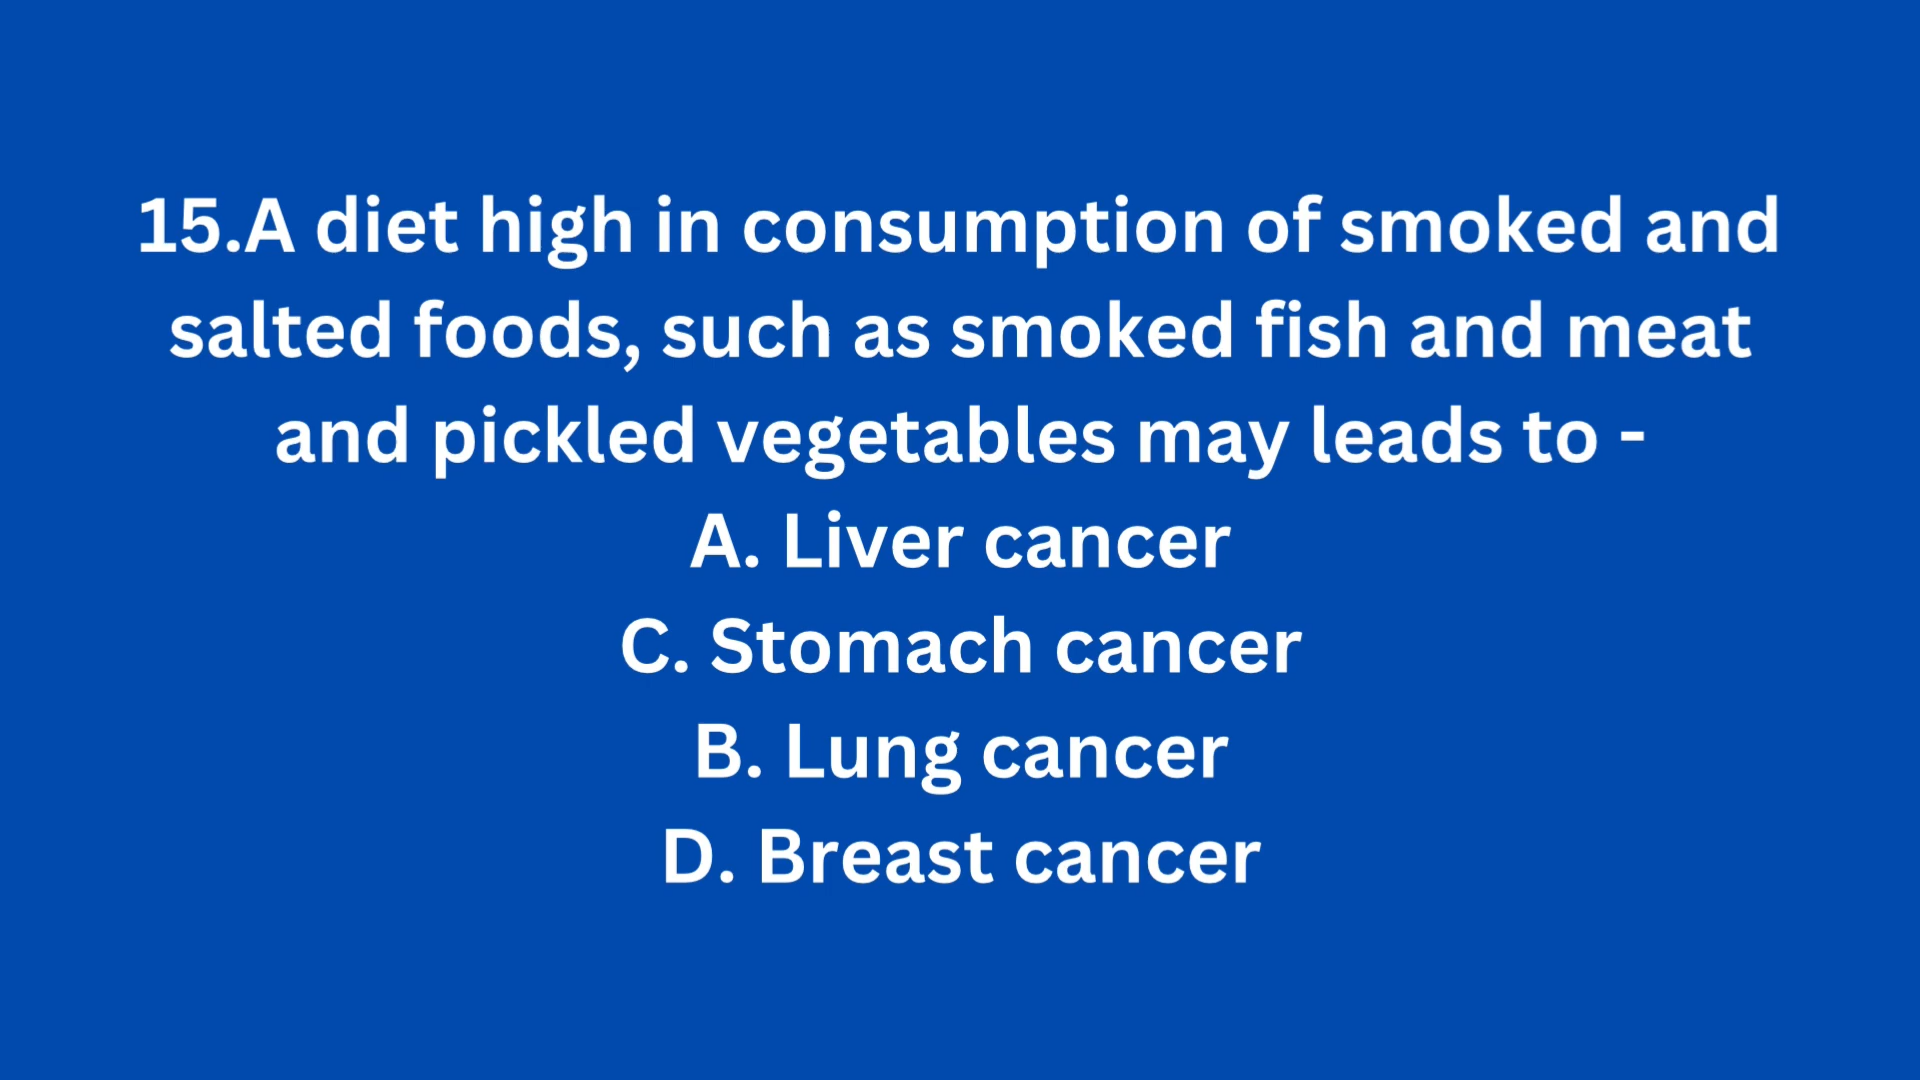 15.A diet high in consumption of smoked and
salted foods, such as smoked fish and meat
and pickled vegetables may leads to -
A. Liver cancer
C. Stomach cancer
B. Lung cancer
D. Breast cancer